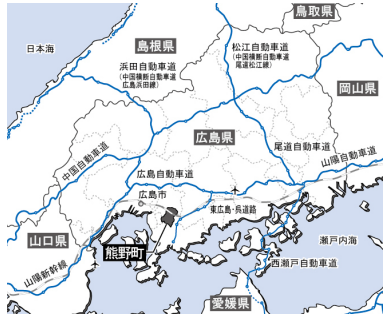 鳥取県
日本海
島根県
松江自動車道
（中国横断自動車道
尾道松江線）
浜田自動車道
（中国横断自動車道
広島浜田線）
岡山県
広島県
尾道自動車道
中国自動車道
広島自動車道
山陽自動車道
広島市
東広島・呉道路
山口県
熊野町
瀬戸内海
山陽新幹線
西瀬戸自動車道
愛媛県